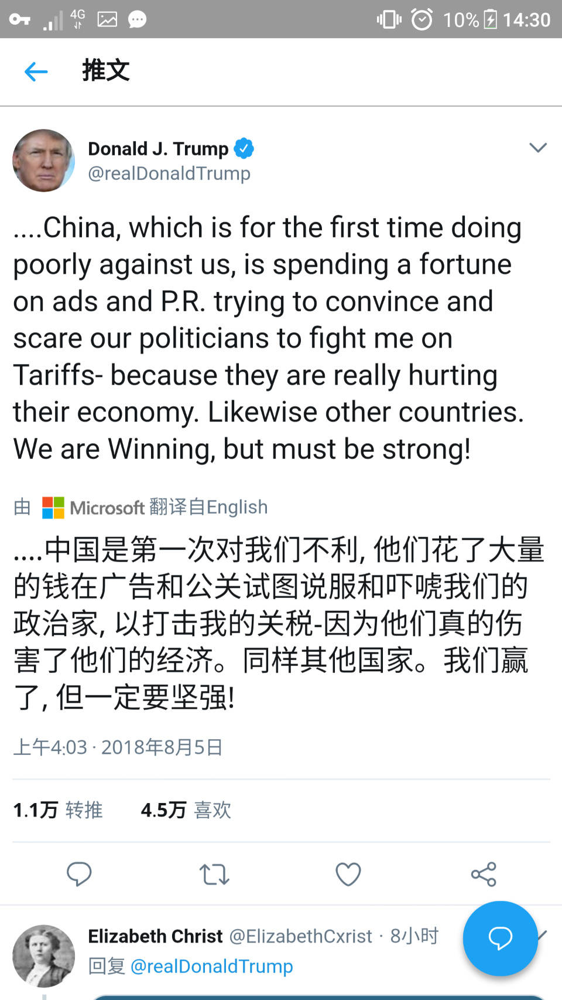 4G 10% 14:30
推文
Donald J. Trump
@realDonaldTrump
....China, which is for the first time doing
poorly against us, is spending a fortune
on ads and P.R. trying to convince and
scare our politicians to fight me on
Tariffs- because they are really hurting
their economy. Likewise other countries.
We are Winning, but must be strong!
由 Microsoft 翻译自English
....中国是第一次对我们不利, 他们花了大量
的钱在广告和公关试图说服和吓唬我们的
政治家, 以打击我的关税-因为他们真的伤
害了他们的经济。同样其他国家。我们赢
了, 但一定要坚强!
上午4:03 · 2018年8月5日
1.1万 转推 4.5万 喜欢
Elizabeth Christ @ElizabethCxrist · 8小时
回复 @realDonaldTrump